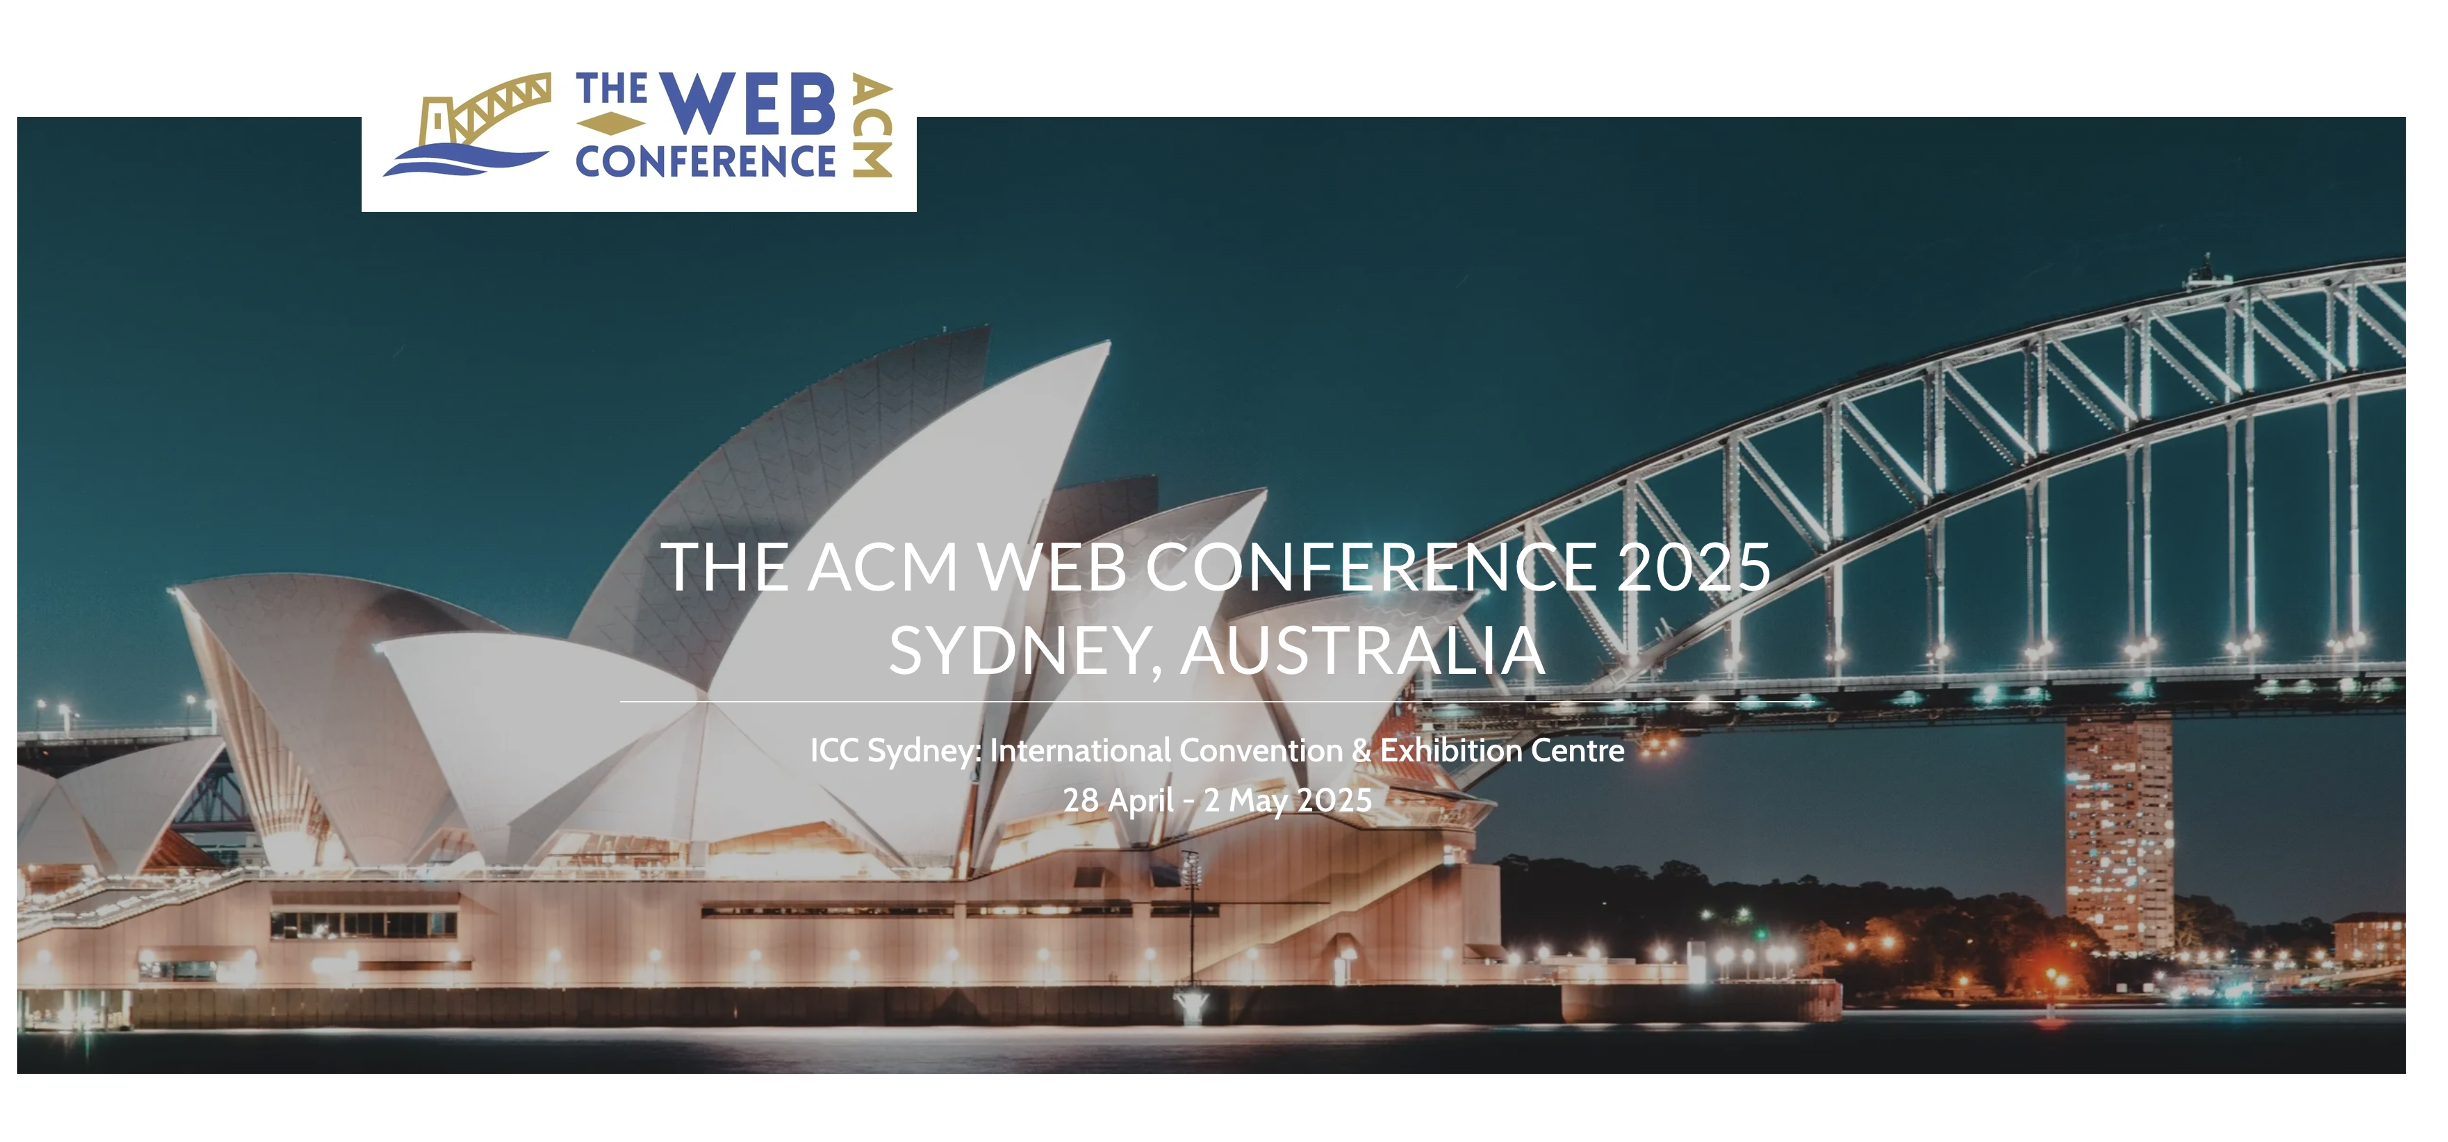 THE WEB ACM
CONFERENCE
THE ACM WEB CONFERENCE 2025
SYDNEY, AUSTRALIA
ICC Sydney: International Convention & Exhibition Centre
28 April - 2 May 2025